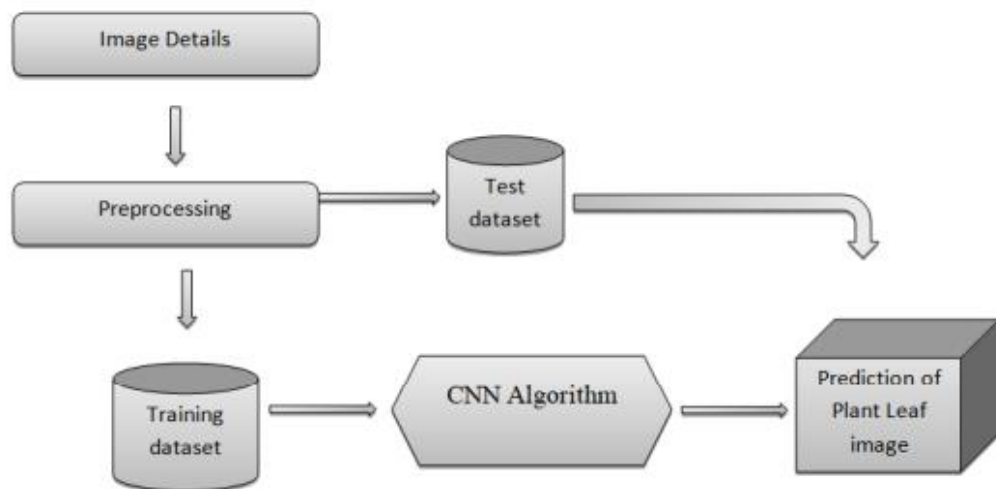 Image Details
Preprocessing
Test
dataset
Training
dataset
CNN Algorithm
Prediction of
Plant Leaf
image